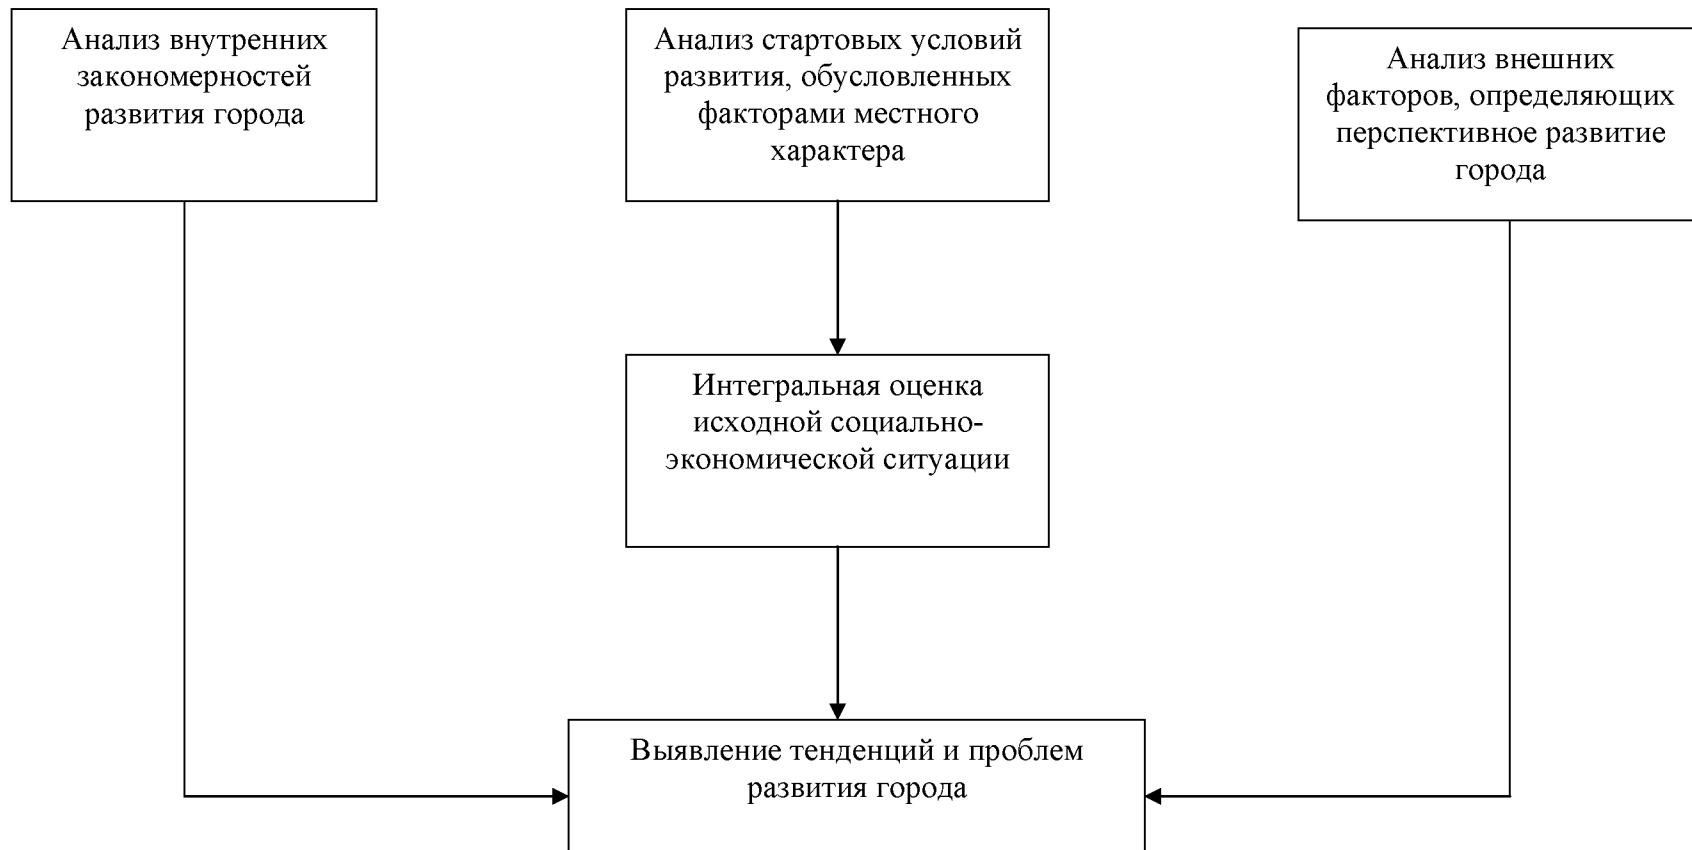 Анализ внутренних
закономерностей
развития города
Анализ стартовых условий
развития, обусловленных
факторами местного
характера
Анализ внешних
факторов, определяющих
перспективное развитие
города
Интегральная оценка
исходной социально-
экономической ситуации
Выявление тенденций и проблем
развития города